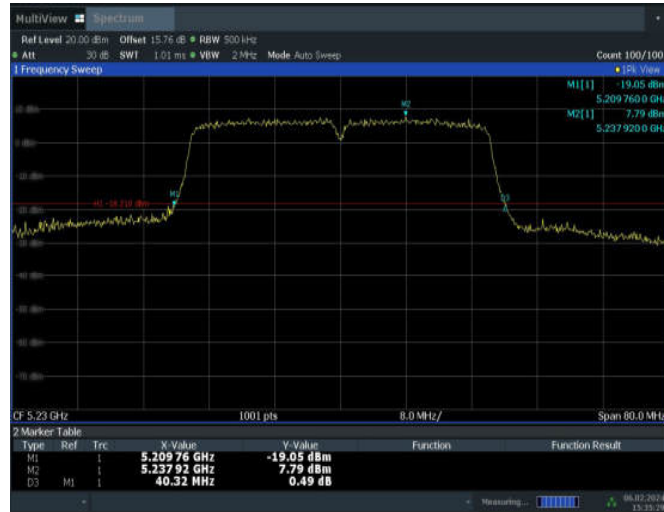 MultiView Spectrum
Ref Level 20.00 dBm Offset 15.76 dB RBW 500 kHz
Att 30 dB SWT 1.01 ms VBW 2 MHz Mode Auto Sweep Count 100/100
1 Frequency Sweep 1Pk View
M1[1] -19.05 dBm
5.209 760 0 GHz
M2[1] 7.79 dBm
5.237 920 0 GHz
M2
M1
D3
CF 5.23 GHz 1001 pts 8.0 MHz/ Span 80.0 MHz
2 Marker Table
Type Ref Trc X-Value Y-Value Function Function Result
M1 1 5.209 76 GHz -19.05 dBm
M2 1 5.237 92 GHz 7.79 dBm
D3 M1 1 40.32 MHz 0.49 dB
Measuring...